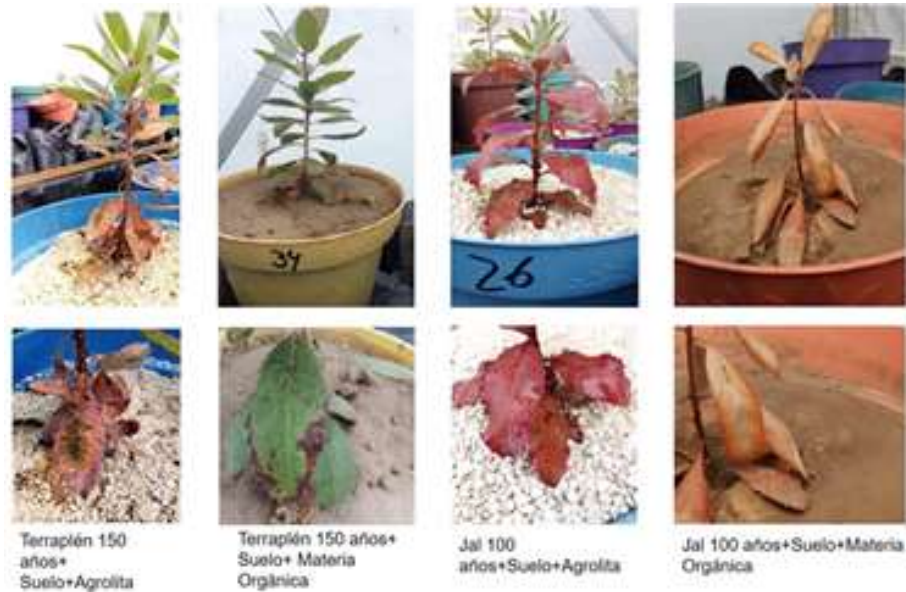 34
26
Terraplén 150
años+
Suelo+Agrolita
Terraplén 150 años+
Suelo+ Materia
Orgánica
Jal 100
años+Suelo+Agrolita
Jal 100 años+Suelo+Materia
Orgánica